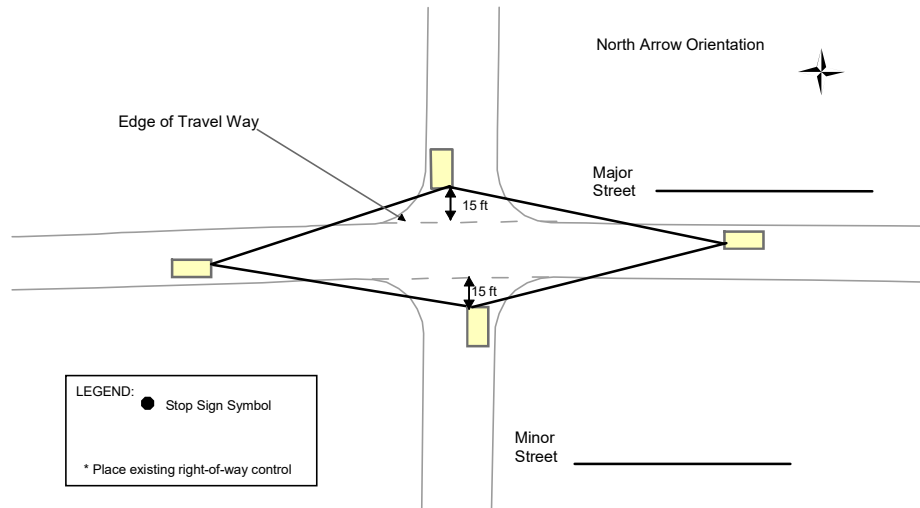 North Arrow Orientation
Edge of Travel Way
Major
Street
15 ft
15 ft
LEGEND:
Stop Sign Symbol
* Place existing right-of-way control
Minor
Street